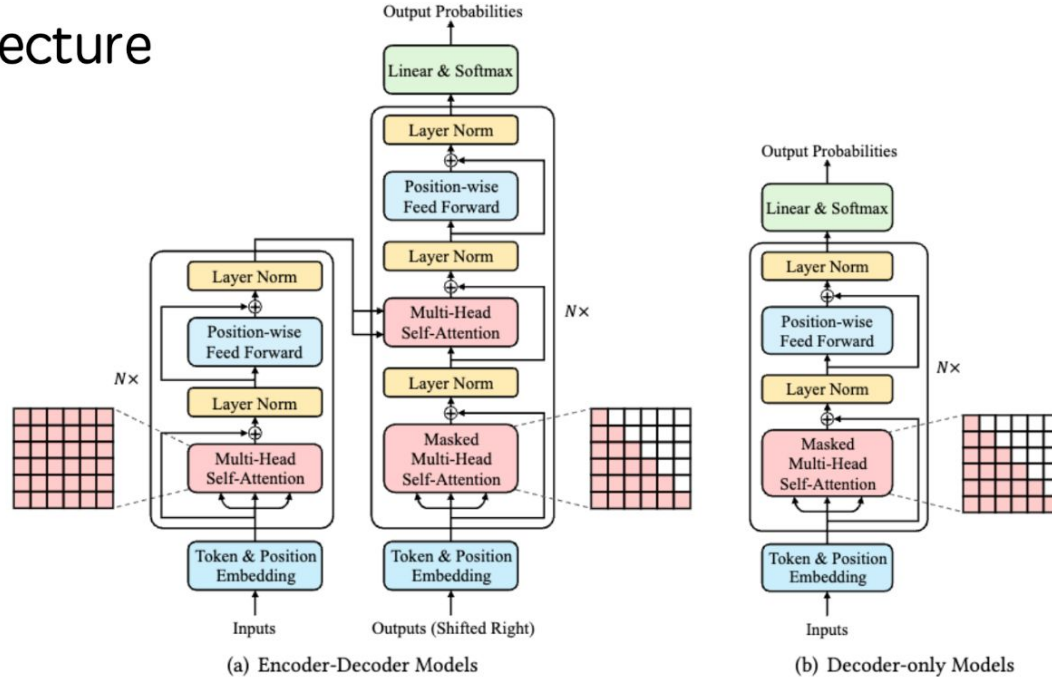 ecture
Output Probabilities
Linear & Softmax
Layer Norm
Position-wise
Feed Forward
Layer Norm
Multi-Head
Self-Attention
N×
Layer Norm
Masked
Multi-Head
Self-Attention
Token & Position
Embedding
Outputs (Shifted Right)
Layer Norm
Position-wise
Feed Forward
N×
Layer Norm
Multi-Head
Self-Attention
Token & Position
Embedding
Inputs
(a) Encoder-Decoder Models
Output Probabilities
Linear & Softmax
Layer Norm
Position-wise
Feed Forward
N×
Layer Norm
Masked
Multi-Head
Self-Attention
Token & Position
Embedding
Inputs
(b) Decoder-only Models